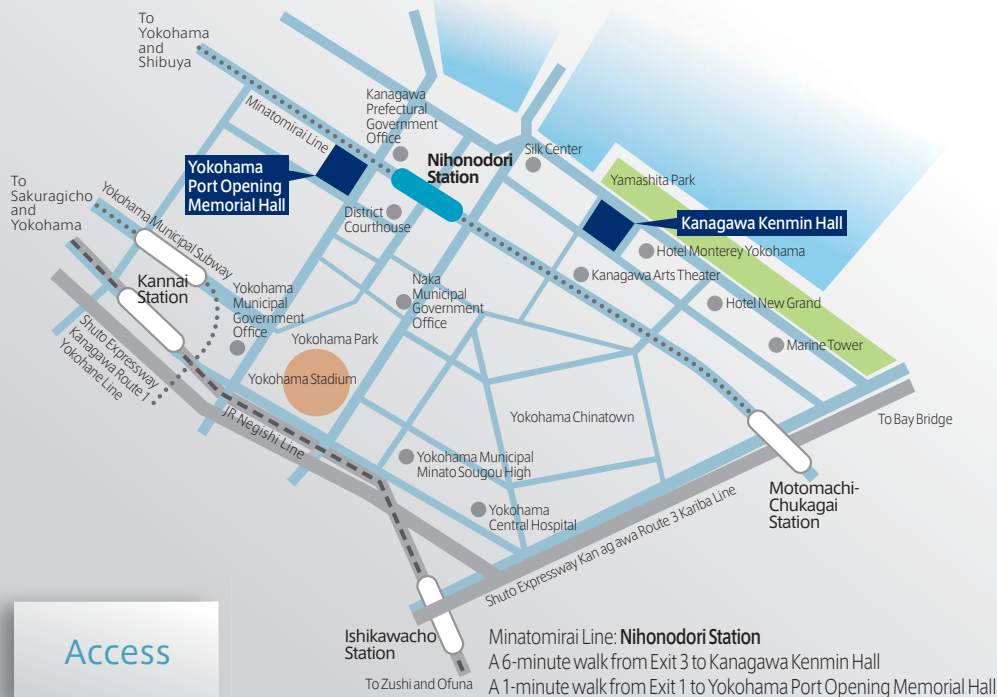 To
Yokohama
and
Shibuya
Minatomirai Line
Kanagawa
Prefectural
Government
Office
Nihonodori
Station
Silk Center
Yamashita Park
Yokohama
Port Opening
Memorial Hall
To
Sakuragicho
and
Yokohama
Yokohama Municipal Subway
District
Courthouse
Kanagawa Kenmin Hall
Hotel Monterey Yokohama
Kanagawa Arts Theater
Kannai
Station
Yokohama
Municipal
Government
Office
Naka
Municipal
Government
Office
Hotel New Grand
Marine Tower
Shuto Expressway
Kanagawa Route 1
Yokohane Line
Yokohama Park
Yokohama Stadium
JR Negishi Line
Yokohama Chinatown
To Bay Bridge
Yokohama Municipal
Minato Sougou High
Motomachi-
Chukagai
Station
Yokohama
Central Hospital
Shuto Expressway Kan ag awa Route 3 Kariba Line
Access
Ishikawacho
Station
To Zushi and Ofuna
Minatomirai Line: Nihonodori Station
A 6-minute walk from Exit 3 to Kanagawa Kenmin Hall
A 1-minute walk from Exit 1 to Yokohama Port Opening Memorial Hall